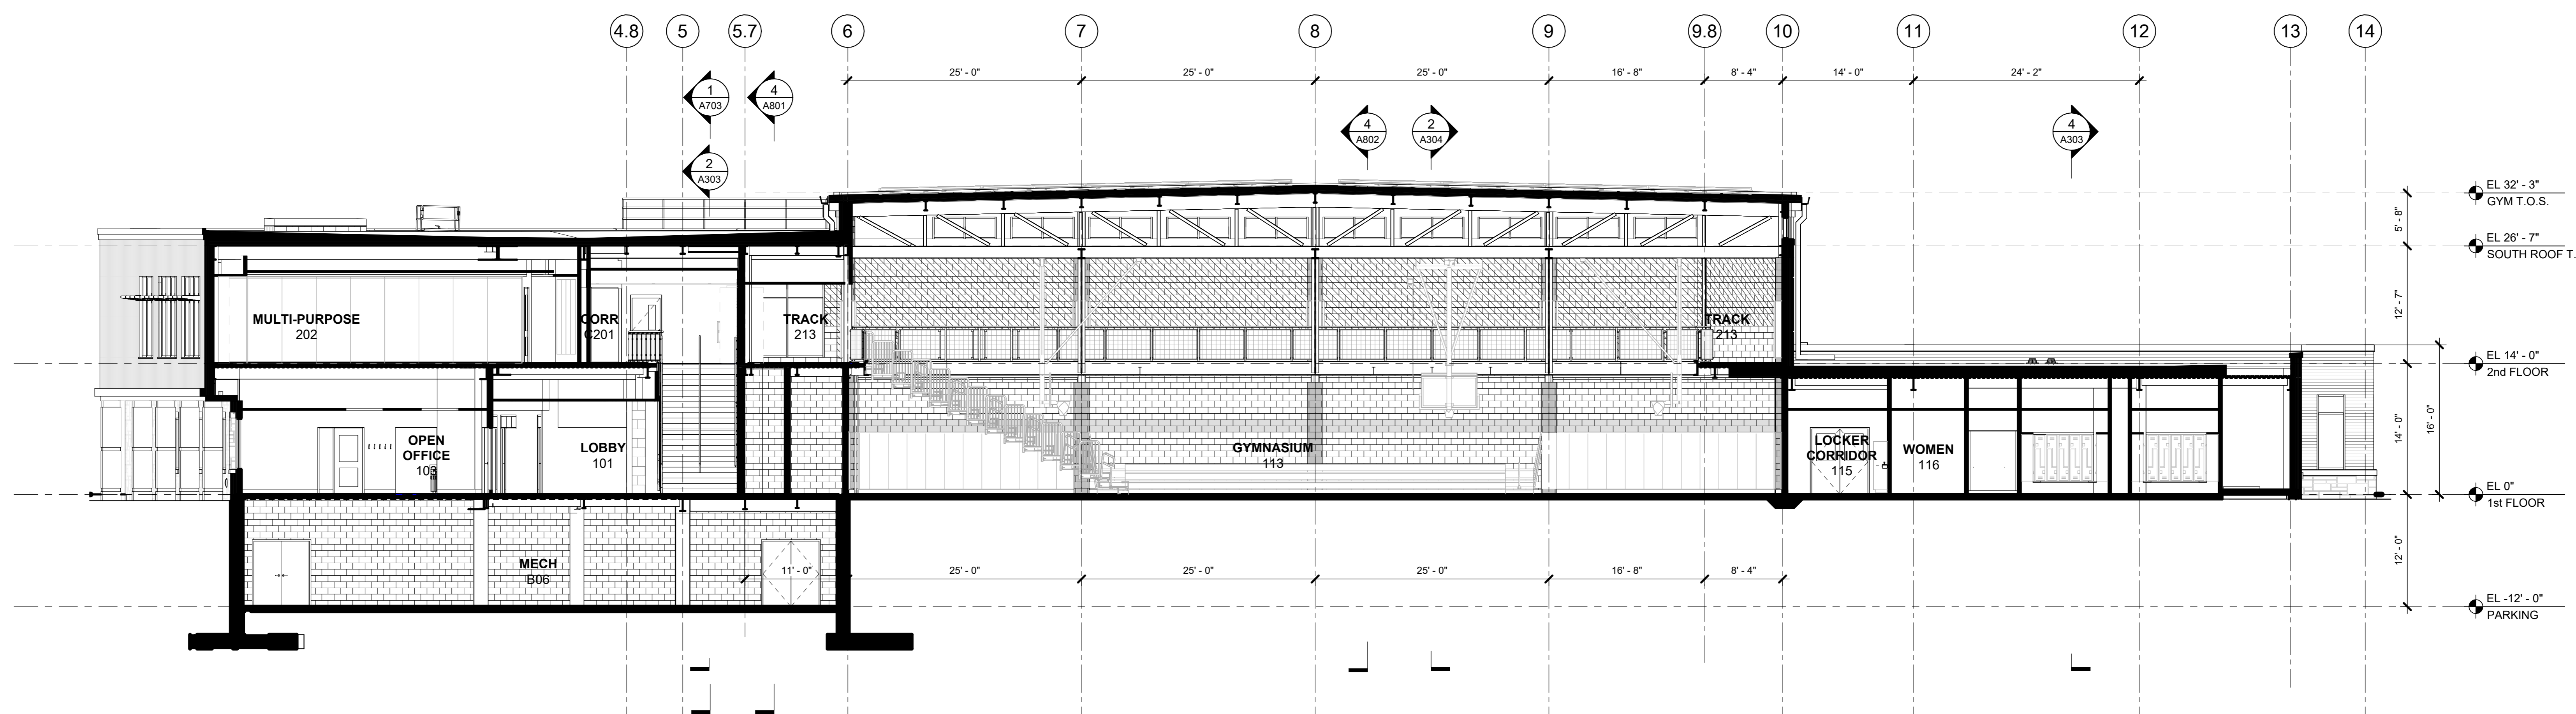 4.8 5 5.7 6 7 8 9 9.8 10 11 12 13 14
25' - 0" 25' - 0" 25' - 0" 16' - 8" 8' - 4" 14' - 0" 24' - 2"
1
A703
4
A801
4
A802
2
A304
4
A303
2
A303
EL 32' - 3"
GYM T.O.S.
5' - 8"
EL 26' - 7"
SOUTH ROOF T.
12' - 7"
MULTI-PURPOSE
202
CORR
C201
TRACK
213
TRACK
213
EL 14' - 0"
2nd FLOOR
14' - 0"
16' - 0"
OPEN
OFFICE
103
LOBBY
101
GYMNASIUM
113
LOCKER
CORRIDOR
115
WOMEN
116
EL 0"
1st FLOOR
12' - 0"
MECH
B06
11' - 0" 25' - 0" 25' - 0" 25' - 0" 16' - 8" 8' - 4"
EL -12' - 0"
PARKING